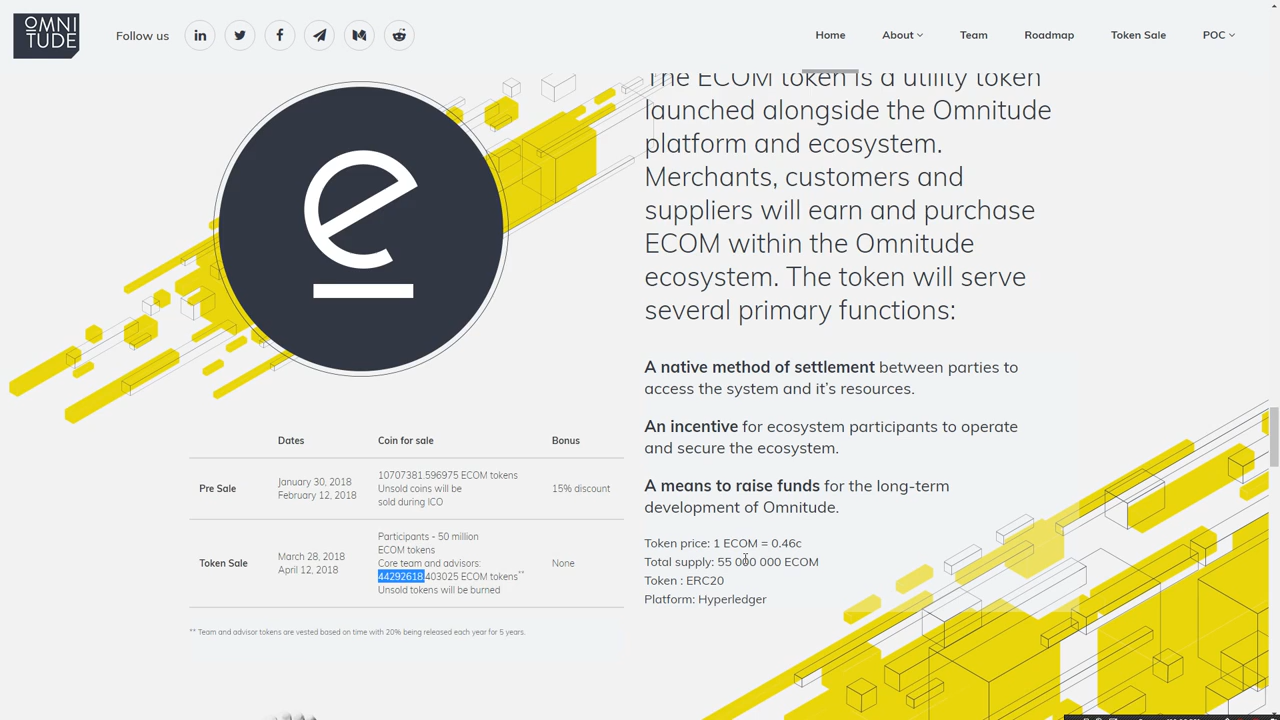 OMNI
TUDE
Follow us
Home
About
Team
Roadmap
Token Sale
POC
The ECOM token is a utility token
launched alongside the Omnitude
platform and ecosystem.
Merchants, customers and
suppliers will earn and purchase
ECOM within the Omnitude
ecosystem. The token will serve
several primary functions:
A native method of settlement between parties to
access the system and it's resources.
An incentive for ecosystem participants to operate
and secure the ecosystem.
A means to raise funds for the long-term
development of Omnitude.
Token price: 1 ECOM = 0.46c
Total supply: 55 000 000 ECOM
Token : ERC20
Platform: Hyperledger
Dates Coin for sale Bonus
Pre Sale
January 30, 2018
February 12, 2018
10707381.596975 ECOM tokens
Unsold coins will be
sold during ICO
15% discount
Token Sale
March 28, 2018
April 12, 2018
Participants - 50 million
ECOM tokens
Core team and advisors:
44292618.403025 ECOM tokens**
Unsold tokens will be burned
None
** Team and advisor tokens are vested based on time with 20% being released each year for 5 years.